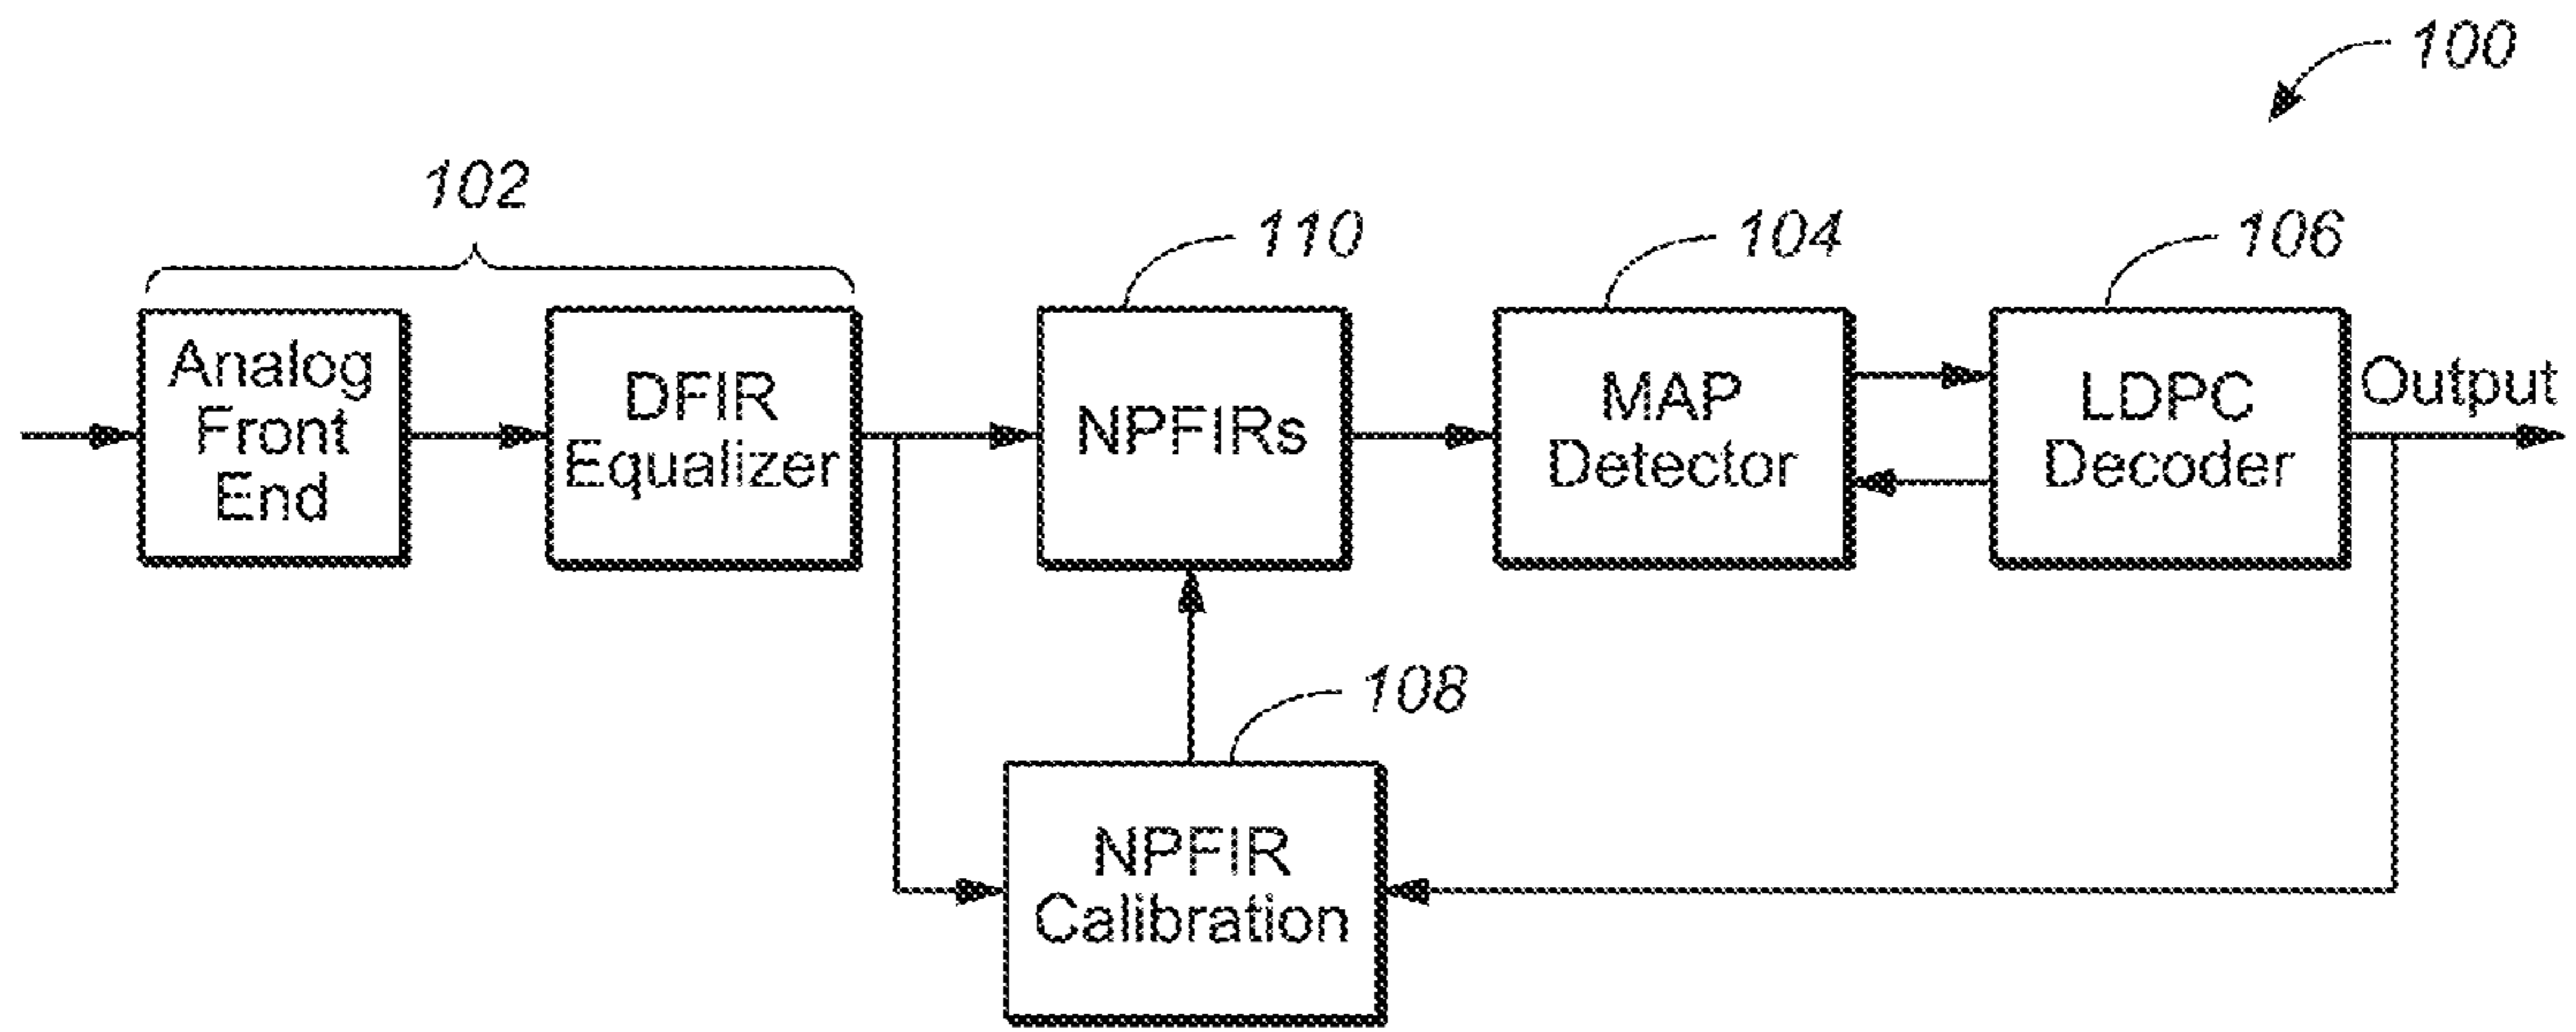 100
102
110
104
106
Analog
Front
End
DFIR
Equalizer
NPFIRs
MAP
Detector
LDPC
Decoder
Output
108
NPFIR
Calibration